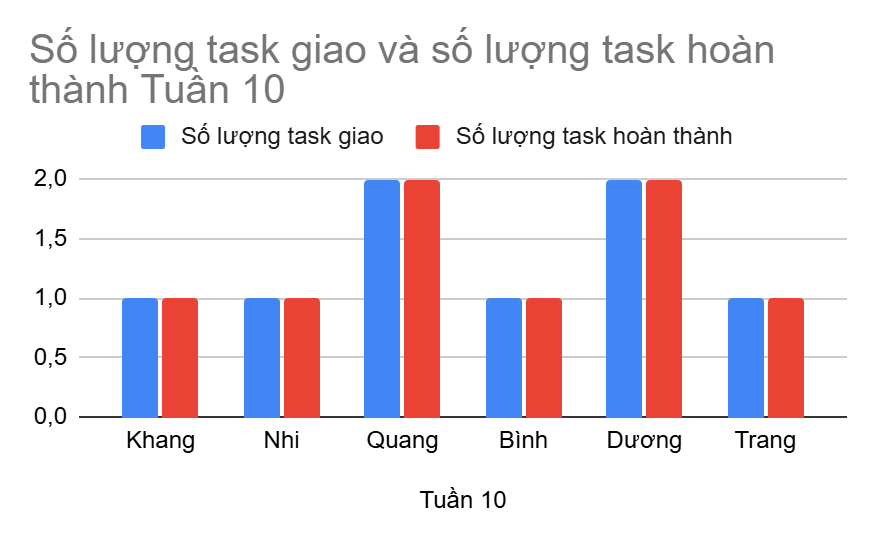 Số lượng task giao và số lượng task hoàn
thành Tuần 10
Số lượng task giao Số lượng task hoàn thành
2,0
1,5
1,0
0,5
0,0
Khang Nhi Quang Bình Dương Trang
Tuần 10